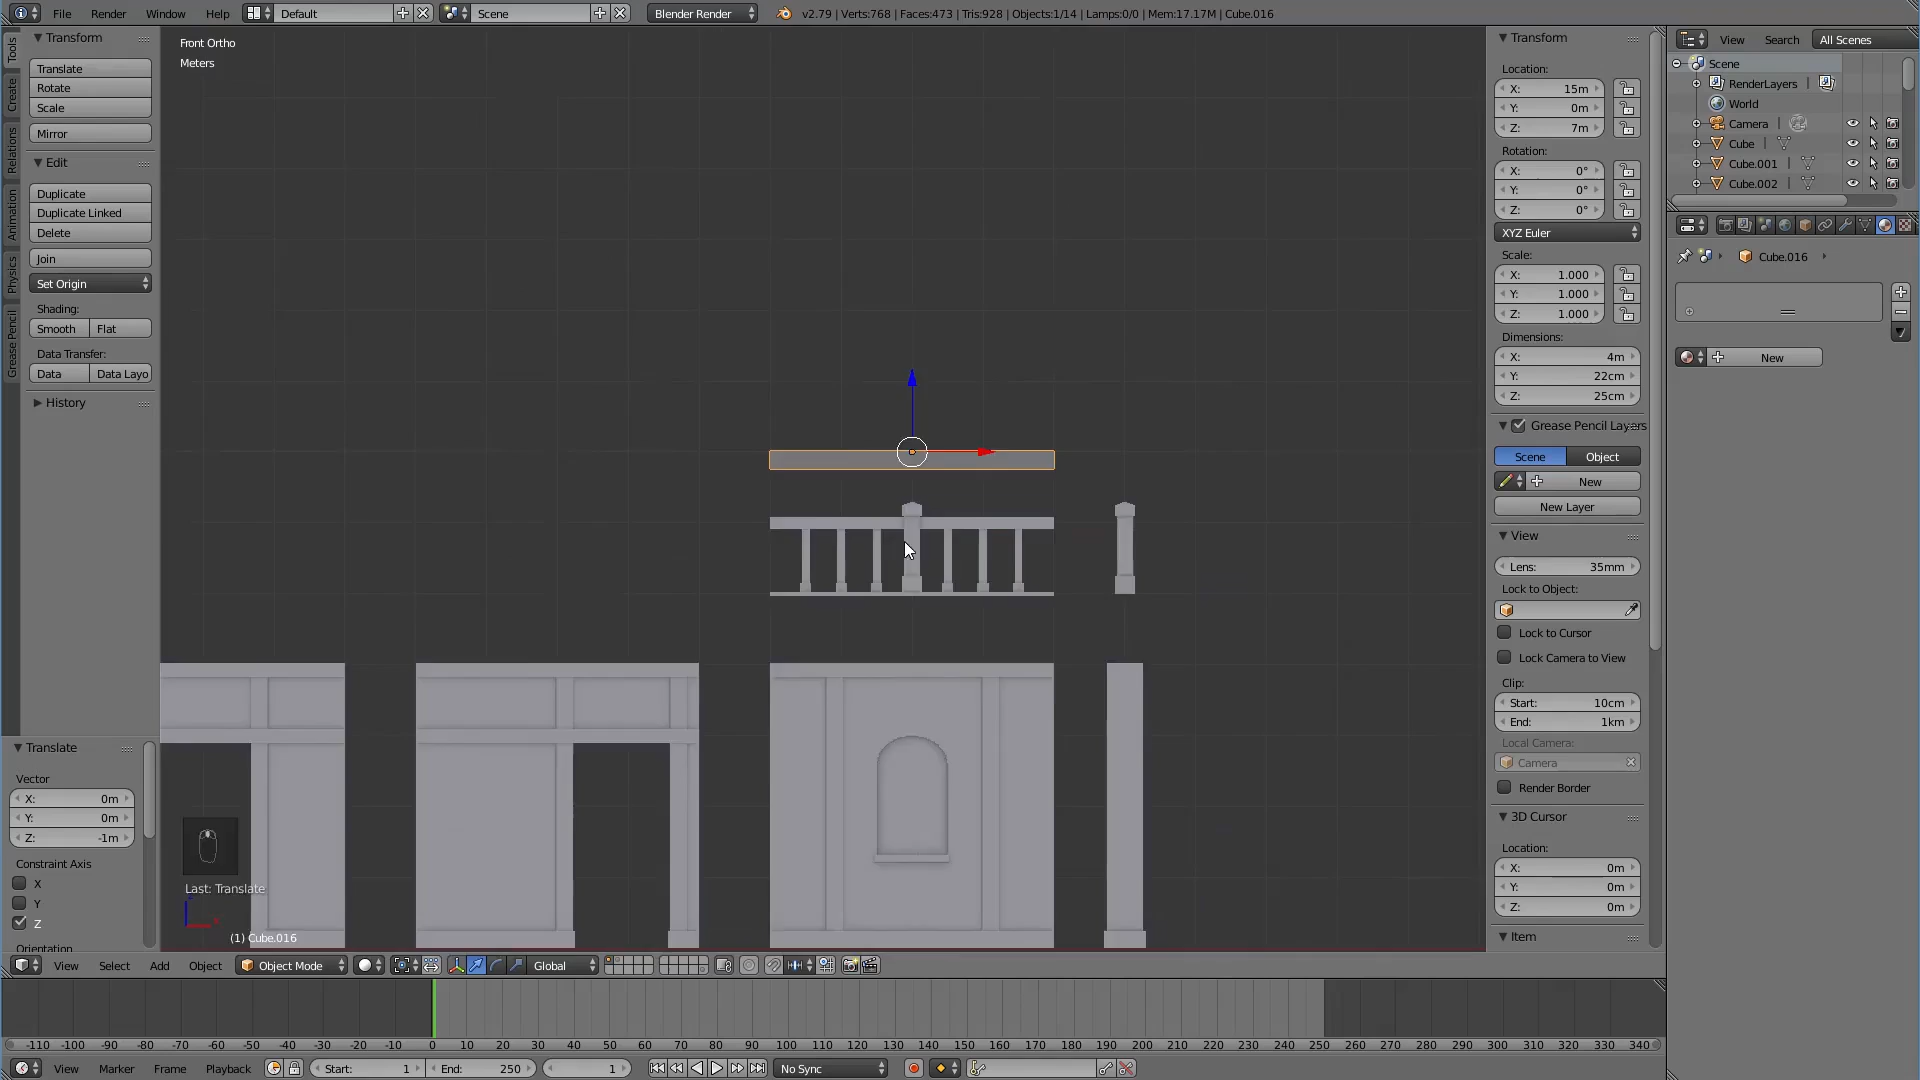 File Render Window Help Default Scene Blender Render v2.79 | Verts:768 | Faces:473 | Tris:928 | Objects:1/14 | Lamps:0/0 | Mem:17.17M | Cube.016
Tools
Create
Relations
Animation
Physics
Grease Pencil
Transform
Translate
Rotate
Scale
Mirror
Edit
Duplicate
Duplicate Linked
Delete
Join
Set Origin
Shading:
Smooth Flat
Data Transfer:
Data Data Layo
History
Translate
Vector
X: 0m
Y: 0m
Z: -1m
Constraint Axis
X
Y
Z
Orientation
Front Ortho
Meters
Last: Translate
(1) Cube.016
Transform
Location:
X: 15m
Y: 0m
Z: 7m
Rotation:
X: 0°
Y: 0°
Z: 0°
XYZ Euler
Scale:
X: 1.000
Y: 1.000
Z: 1.000
Dimensions:
X: 4m
Y: 22cm
Z: 25cm
Grease Pencil Layers
Scene Object
New
New Layer
View
Lens: 35mm
Lock to Object:
Lock to Cursor
Lock Camera to View
Clip:
Start: 10cm
End: 1km
Local Camera:
Camera
Render Border
3D Cursor
Location:
X: 0m
Y: 0m
Z: 0m
Item
View Search All Scenes
Scene
RenderLayers
World
Camera
Cube
Cube.001
Cube.002
Cube.016
New
View Select Add Object Object Mode Global
-110 -100 -90 -80 -70 -60 -50 -40 -30 -20 -10 0 10 20 30 40 50 60 70 80 90 100 110 120 130 140 150 160 170 180 190 200 210 220 230 240 250 260 270 280 290 300 310 320 330 340
View Marker Frame Playback Start: 1 End: 250 1 No Sync